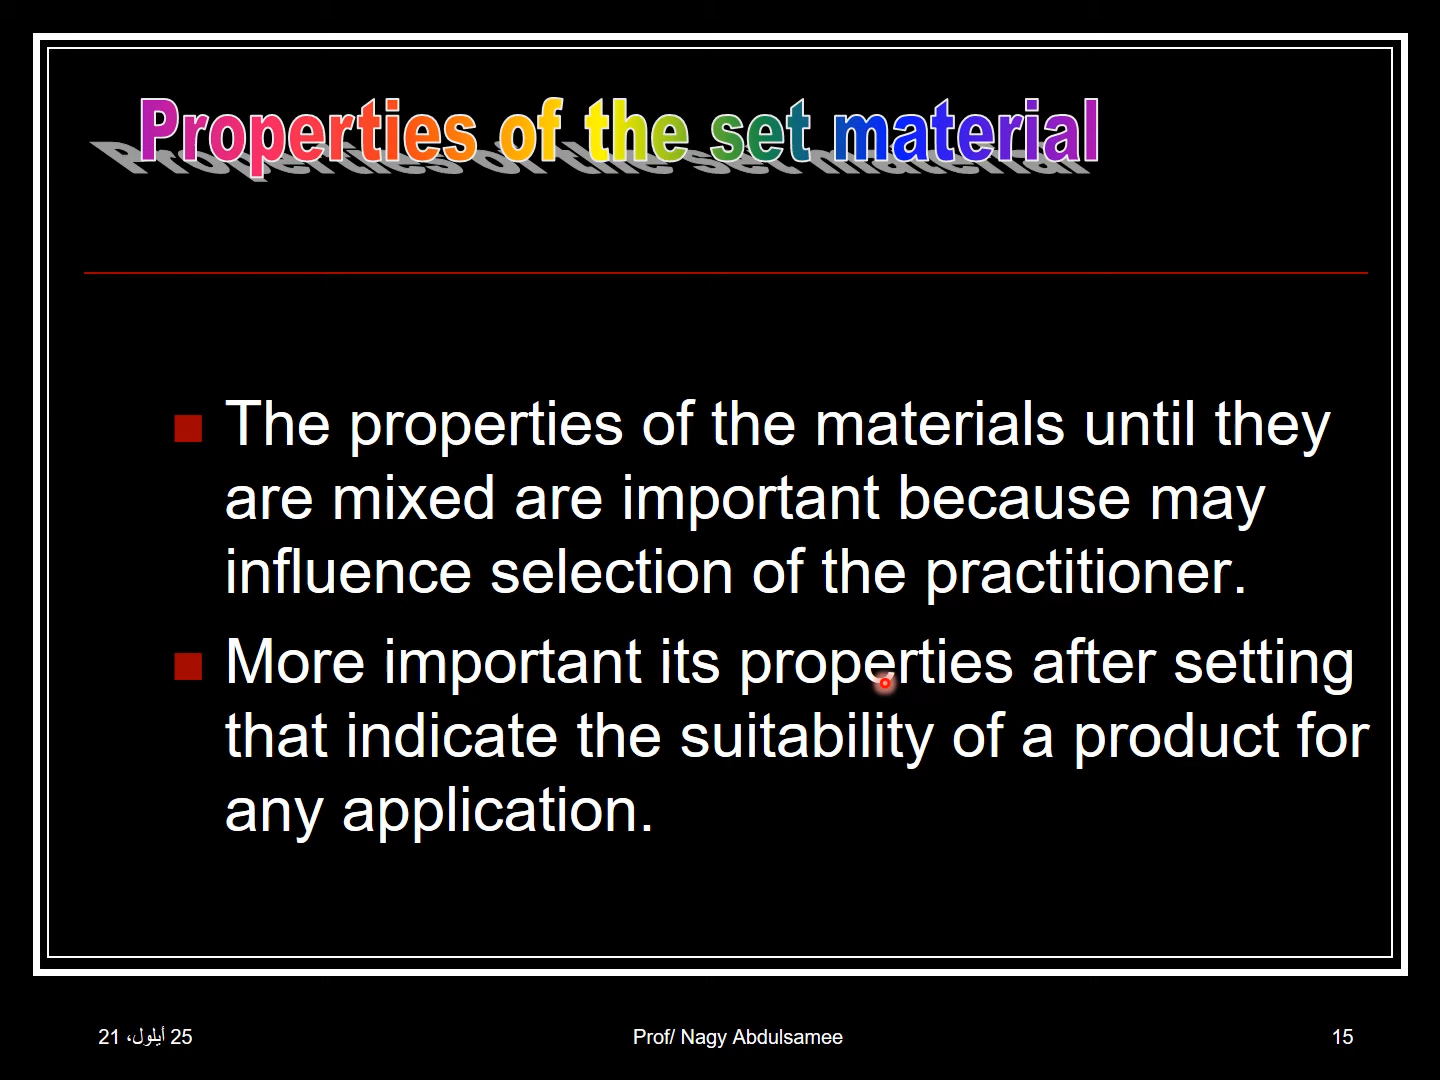 Properties of the set material
The properties of the materials until they
are mixed are important because may
influence selection of the practitioner.
More important its properties after setting
that indicate the suitability of a product for
any application.
25 أيلول، 21
Prof/ Nagy Abdulsamee
15